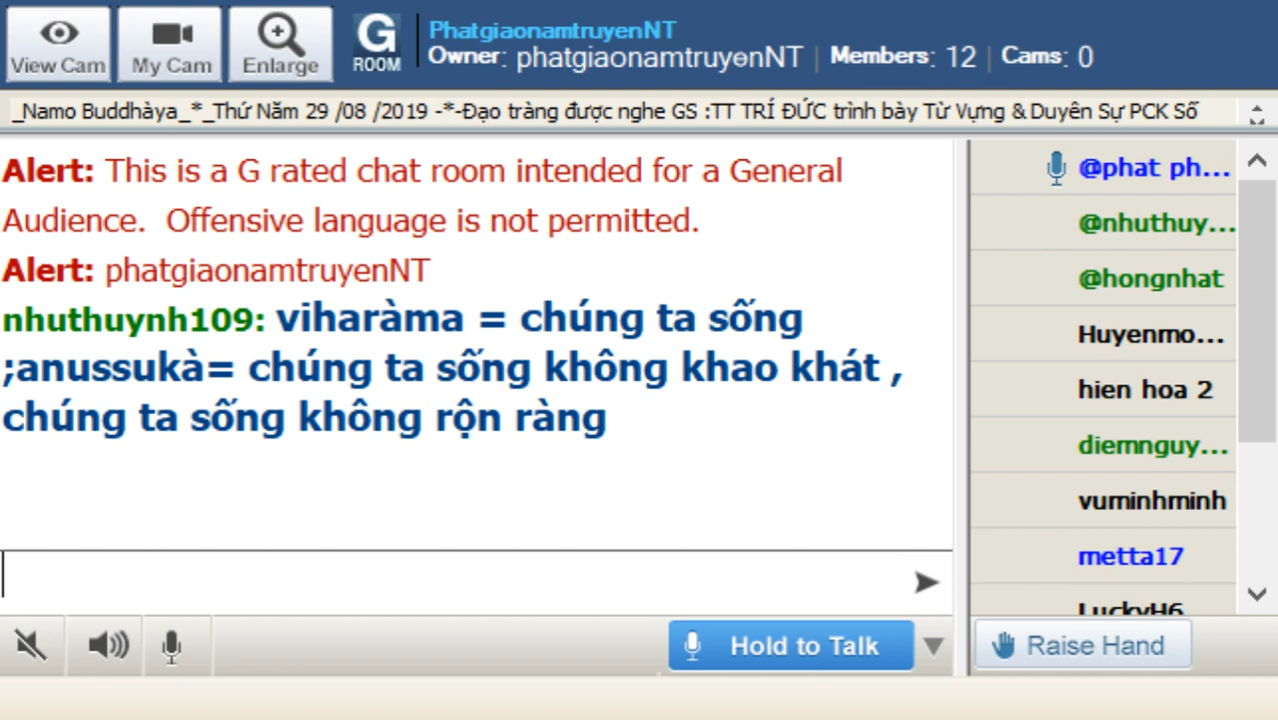 View Cam
My Cam
Enlarge
G
ROOM
PhatgiaonamtruyenNT
Owner: phatgiaonamtruyenNT | Members: 12 | Cams: 0
_Namo Buddhàya_*_Thứ Năm 29 /08 /2019 -*-Đạo tràng được nghe GS :TT TRÍ ĐỨC trình bày Từ Vựng & Duyên Sự PCK Số
Alert: This is a G rated chat room intended for a General
Audience. Offensive language is not permitted.
Alert: phatgiaonamtruyenNT
nhuthuynh109: viharàma = chúng ta sống
;anussukà= chúng ta sống không khao khát ,
chúng ta sống không rộn ràng
@phat ph...
@nhuthuy...
@hongnhat
Huyenmo...
hien hoa 2
diemnguy...
vuminhminh
metta17
LuckyH6
Hold to Talk
Raise Hand